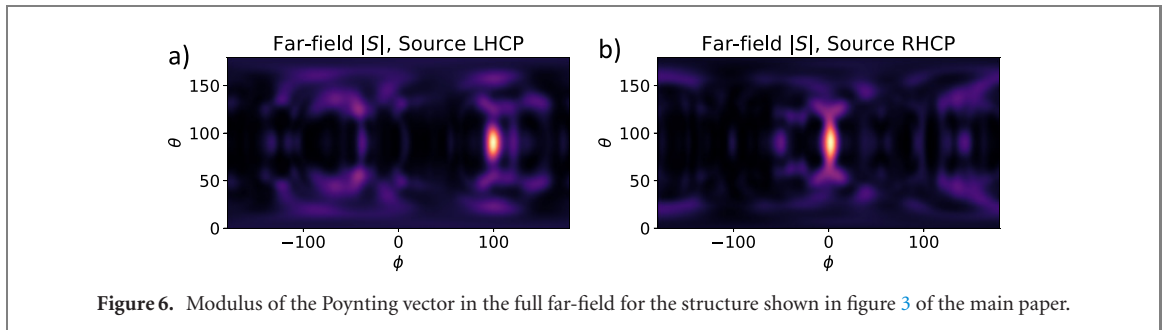 a)
Far-field |S|, Source LHCP
150
100
50
0
θ
−100
0
100
ϕ
b)
Far-field |S|, Source RHCP
150
100
50
0
θ
−100
0
100
ϕ
Figure 6. Modulus of the Poynting vector in the full far-field for the structure shown in figure 3 of the main paper.